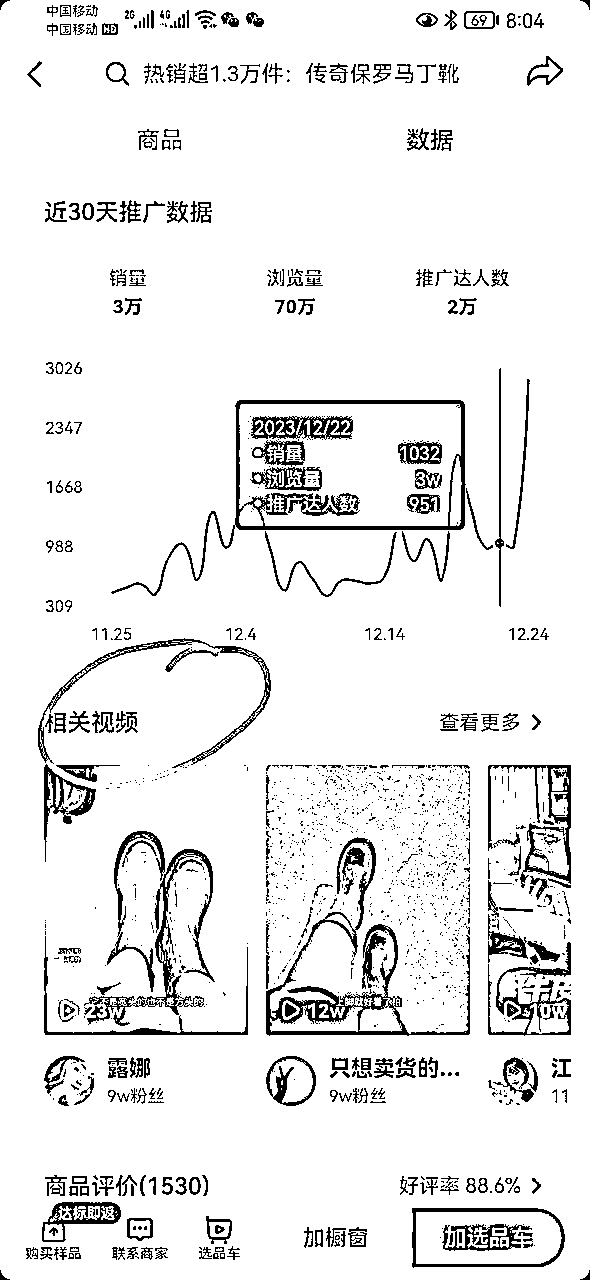 中国移动 2G 4G
中国移动 HD 69 8:04
热销超1.3万件：传奇保罗马丁靴
商品 数据
近30天推广数据
销量 浏览量 推广达人数
3万 70万 2万
3026
2347
1668
988
309
2023/12/22
销量 1032
浏览量 3w
推广达人数 951
11.25 12.4 12.14 12.24
相关视频 查看更多
23w 12w 10w
露娜 只想卖货的... 江
9w粉丝 9w粉丝 11
商品评价(1530) 好评率 88.6%
达标即返
购买样品 联系商家 选品车 加橱窗 加选品车